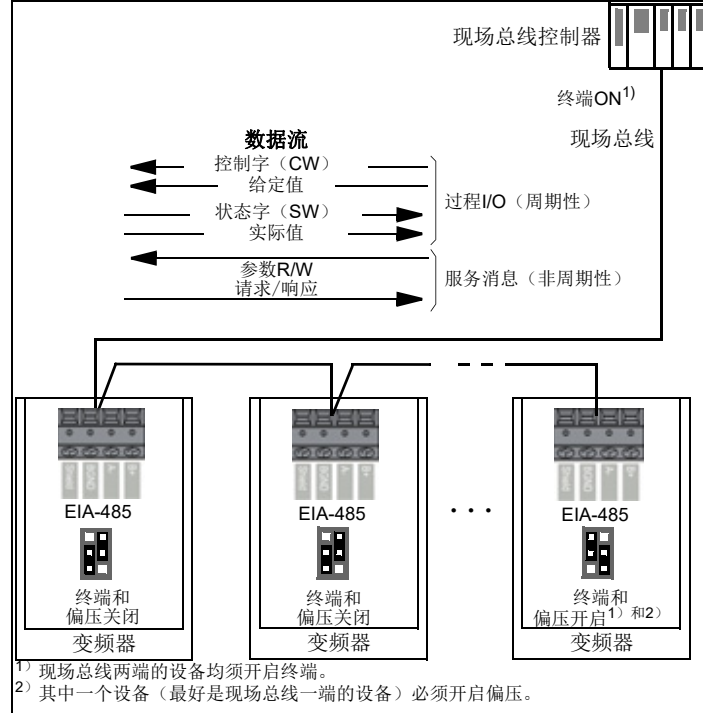 现场总线控制器
终端ON1)
现场总线
数据流
控制字（CW）
给定值
状态字（SW）
实际值
过程I/O（周期性）
参数R/W
请求/响应
服务消息（非周期性）
Shield
BGND
A
B+
EIA-485
终端和
偏压关闭
变频器
Shield
BGND
A
B+
EIA-485
终端和
偏压关闭
变频器
···
Shield
BGND
A
B+
EIA-485
终端和
偏压开启1）和2）
变频器
1）现场总线两端的设备均须开启终端。
2）其中一个设备（最好是现场总线一端的设备）必须开启偏压。